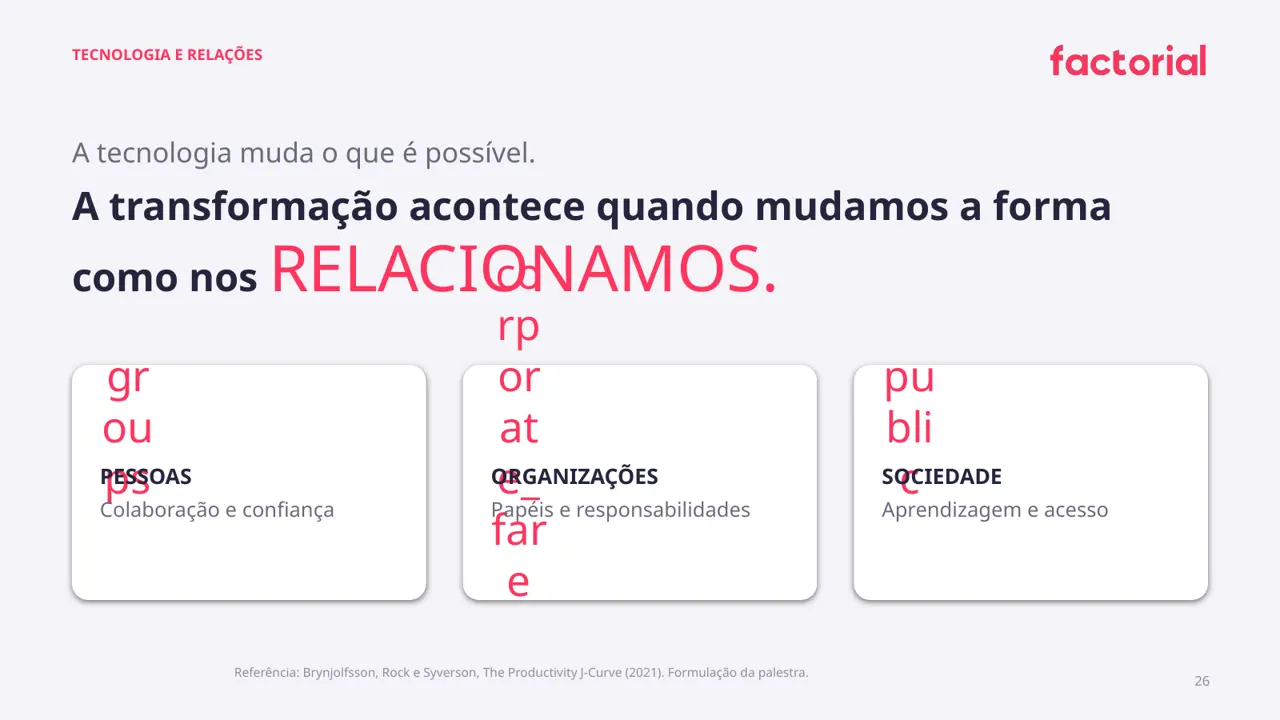 TECNOLOGIA E RELAÇÕES
factorial
A tecnologia muda o que é possível.
A transformação acontece quando mudamos a forma
como nos RELACIONAMOS.
gr
ou
ps
PESSOAS
Colaboração e confiança
co
rp
or
at
e_
far
e
ORGANIZAÇÕES
Papéis e responsabilidades
pu
bli
c
SOCIEDADE
Aprendizagem e acesso
Referência: Brynjolfsson, Rock e Syverson, The Productivity J-Curve (2021). Formulação da palestra.
26